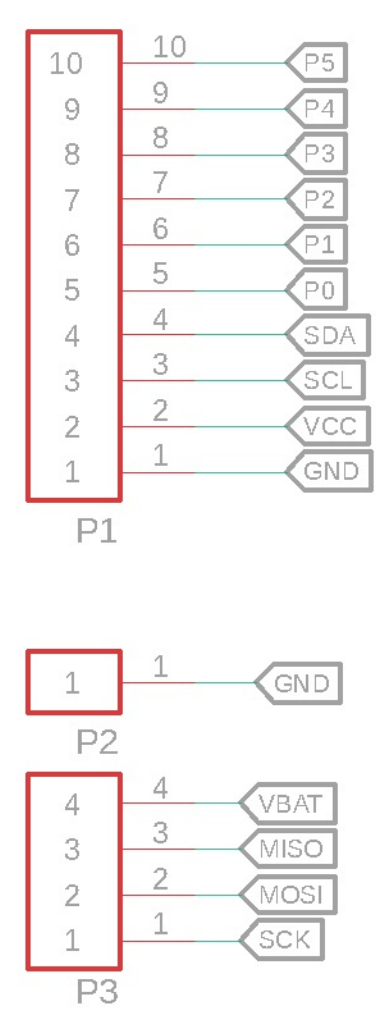 10 10 P5
9 9 P4
8 8 P3
7 7 P2
6 6 P1
5 5 P0
4 4 SDA
3 3 SCL
2 2 VCC
1 1 GND
P1
1 1 GND
P2
4 4 VBAT
3 3 MISO
2 2 MOSI
1 1 SCK
P3